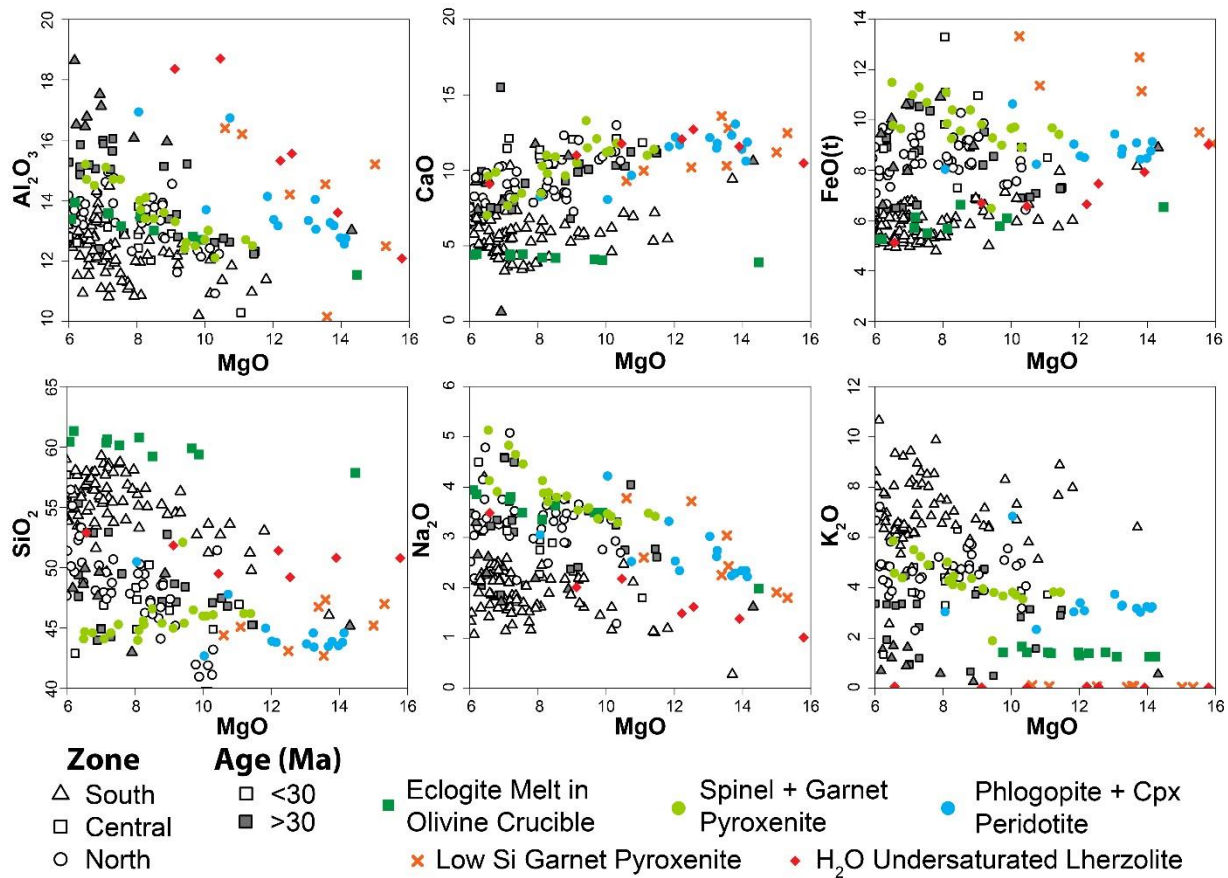 20
18
16
14
12
10
Al2O3
6 8 10 12 14 16
MgO
20
15
10
5
0
CaO
6 8 10 12 14 16
MgO
14
12
10
8
6
4
2
FeO(t)
6 8 10 12 14 16
MgO
65
60
55
50
45
40
SiO2
6 8 10 12 14 16
MgO
6
5
4
3
2
1
0
Na2O
6 8 10 12 14 16
MgO
12
10
8
6
4
2
0
K2O
6 8 10 12 14 16
MgO
Zone
South
Central
North
Age (Ma)
<30
>30
Eclogite Melt in
Olivine Crucible
Spinel + Garnet
Pyroxenite
Phlogopite + Cpx
Peridotite
Low Si Garnet Pyroxenite
H2O Undersaturated Lherzolite